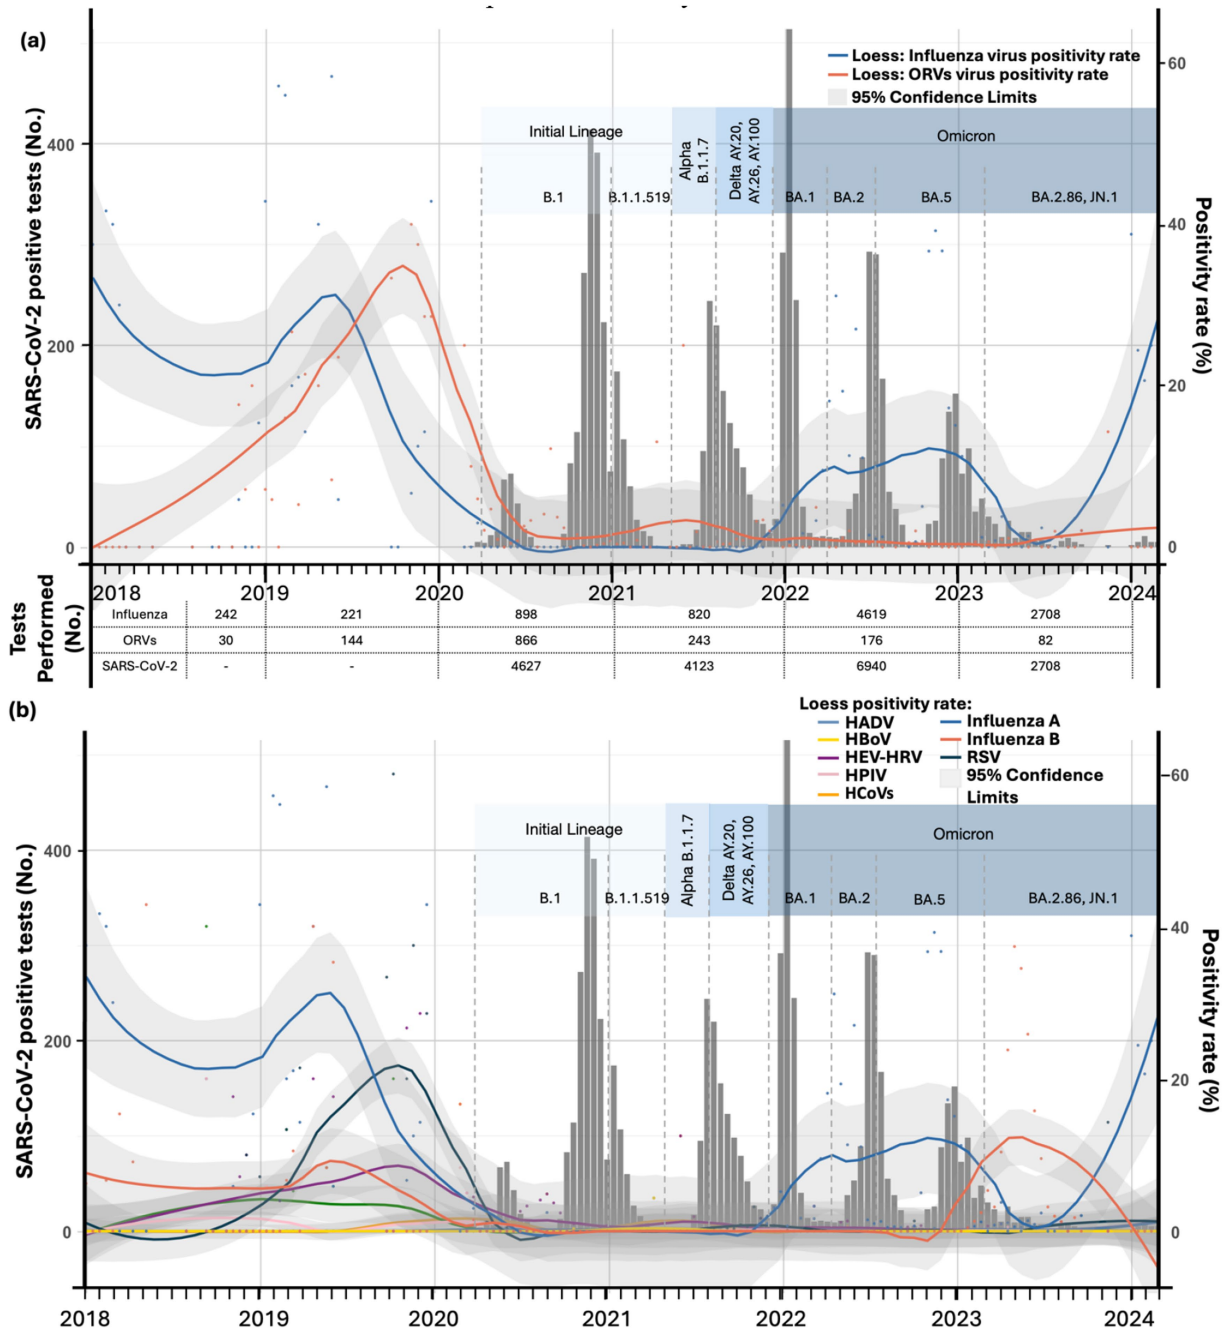 (a)
Loess: Influenza virus positivity rate
Loess: ORVs virus positivity rate
95% Confidence Limits
SARS-CoV-2 positive tests (No.)
400
200
0
Positivity rate (%)
60
40
20
0
Initial Lineage
B.1
B.1.1.519
Alpha
B.1.1.7
Delta AY.20,
AY.26, AY.100
Omicron
BA.1
BA.2
BA.5
BA.2.86, JN.1
2018 2019 2020 2021 2022 2023 2024
Tests
Performed
(No.)
Influenza 242 221 898 820 4619 2708
ORVs 30 144 866 243 176 82
SARS-CoV-2 - - 4627 4123 6940 2708
(b)
Loess positivity rate:
HADV
HBoV
HEV-HRV
HPIV
HCoVs
Influenza A
Influenza B
RSV
95% Confidence
Limits
SARS-CoV-2 positive tests (No.)
400
200
0
Positivity rate (%)
60
40
20
0
Initial Lineage
B.1
B.1.1.519
Alpha B.1.1.7
Delta AY.20,
AY.26, AY.100
Omicron
BA.1
BA.2
BA.5
BA.2.86, JN.1
2018 2019 2020 2021 2022 2023 2024